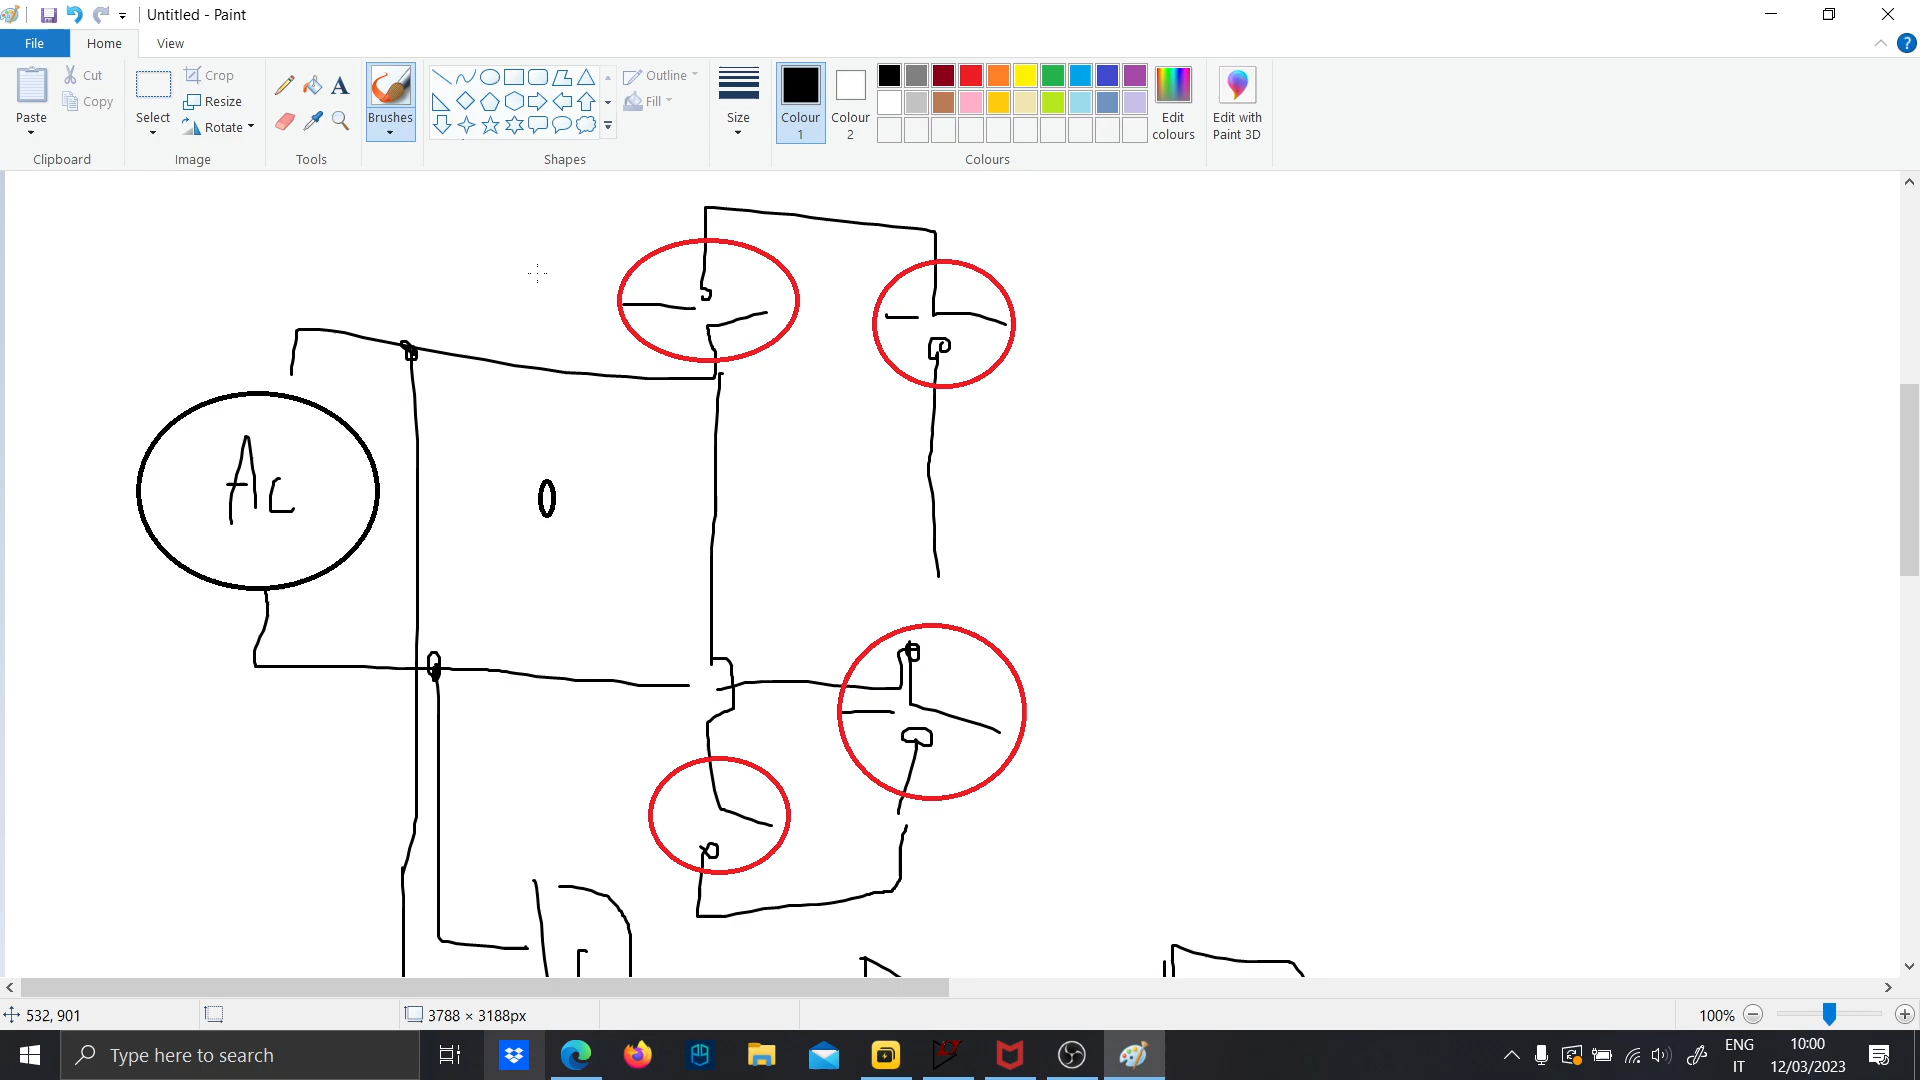 Untitled - Paint
File Home View
Paste
Cut
Copy
Clipboard
Select
Crop
Resize
Rotate
Image
A
Tools
Brushes
Outline
Fill
Shapes
Size
Colour 1
Colour 2
Edit colours
Colours
Edit with Paint 3D
Ac
0
532, 901
3788 × 3188px
100%
Type here to search
ENG
IT
10:00
12/03/2023